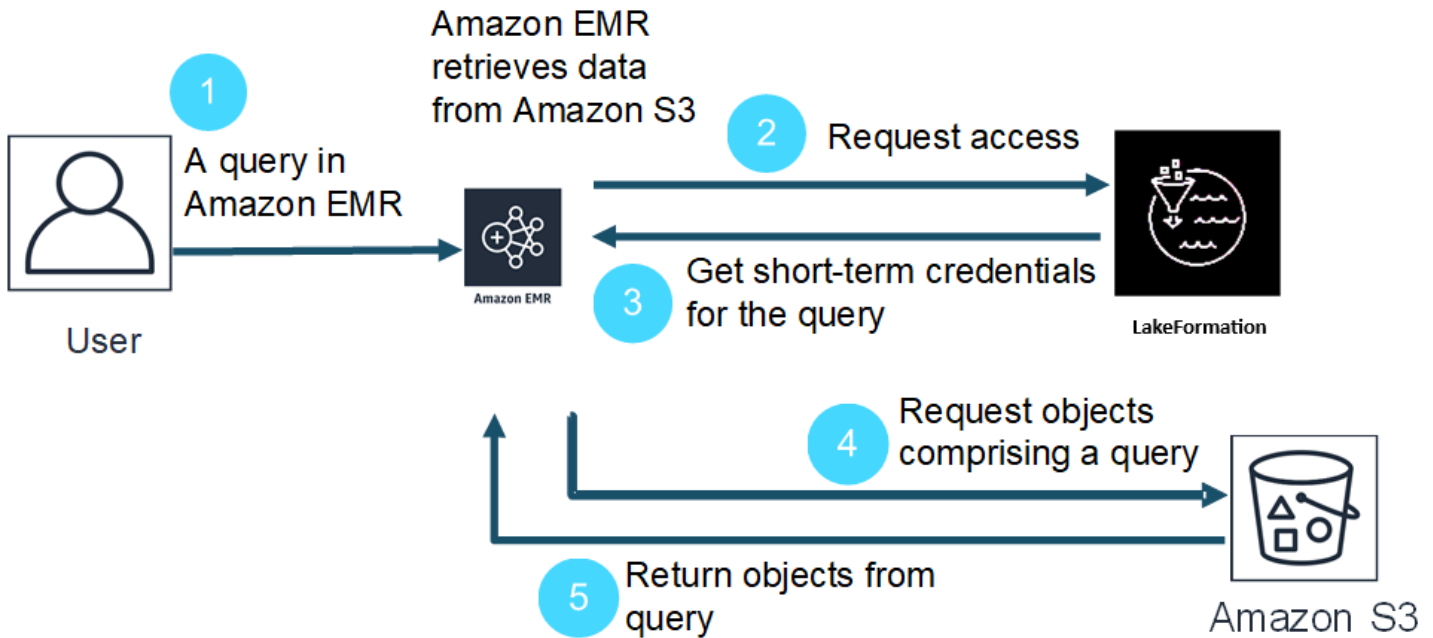 Amazon EMR
retrieves data
from Amazon S3
1
A query in
Amazon EMR
User
Amazon EMR
2
Request access
3
Get short-term credentials
for the query
LakeFormation
4
Request objects
comprising a query
5
Return objects from
query
Amazon S3